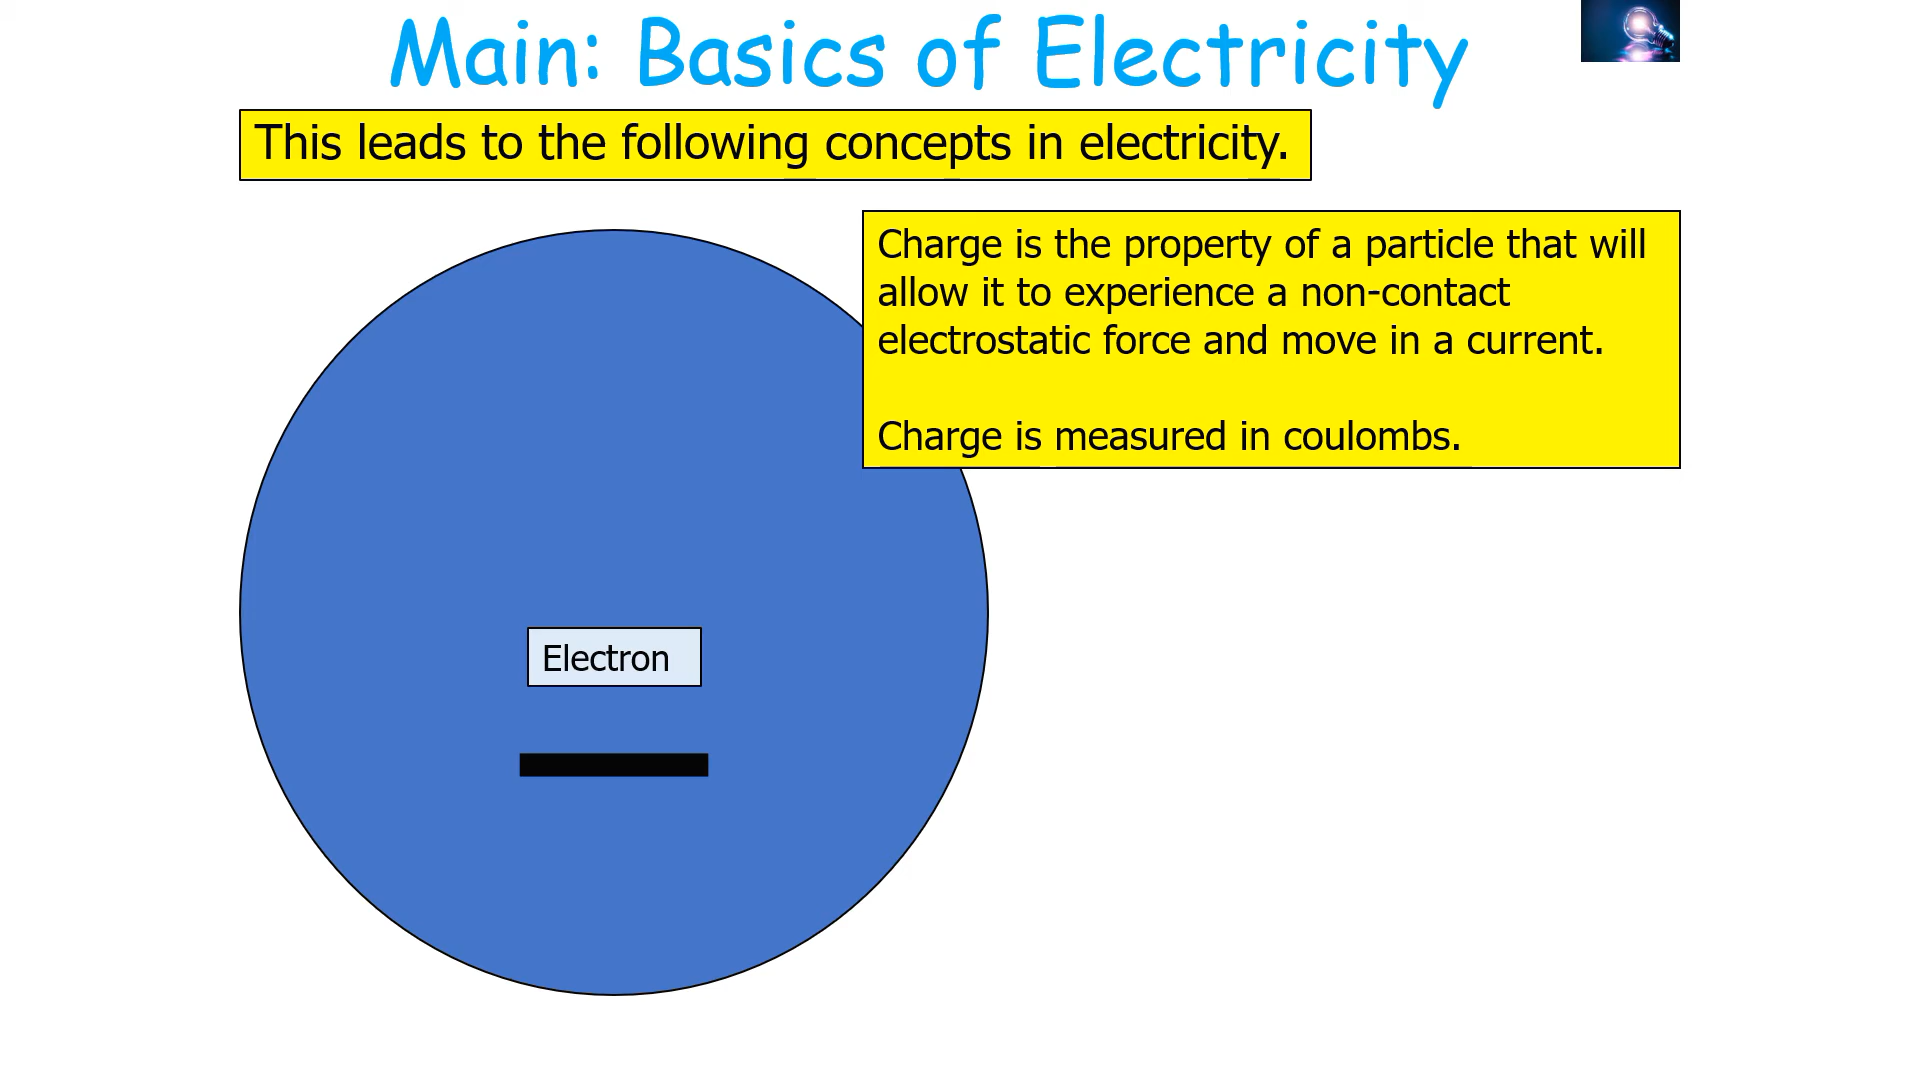 Main: Basics of Electricity
This leads to the following concepts in electricity.
Charge is the property of a particle that will
allow it to experience a non-contact
electrostatic force and move in a current.
Charge is measured in coulombs.
Electron